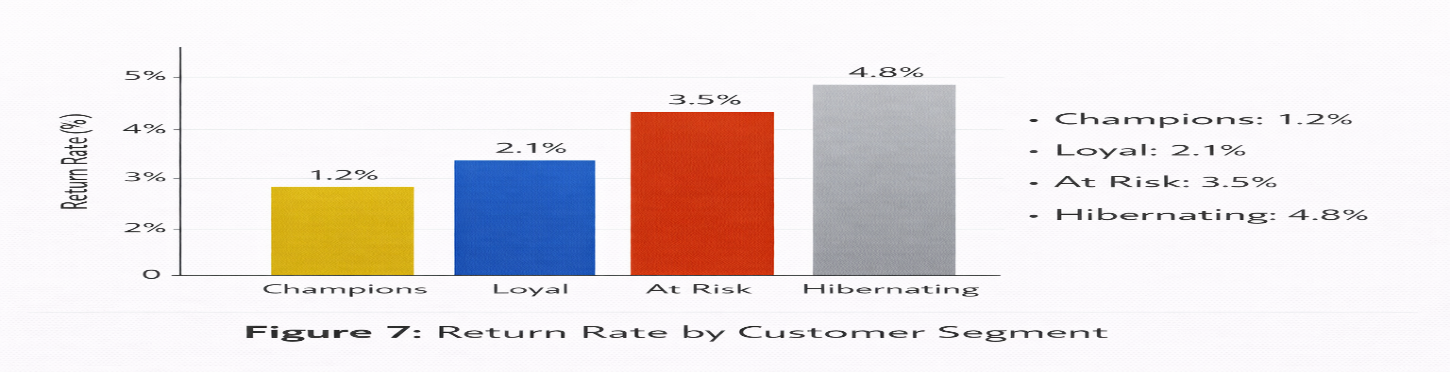 Return Rate (%)
5%
4%
3%
2%
0
1.2%
2.1%
3.5%
4.8%
Champions
Loyal
At Risk
Hibernating
• Champions: 1.2%
• Loyal: 2.1%
• At Risk: 3.5%
• Hibernating: 4.8%
Figure 7: Return Rate by Customer Segment